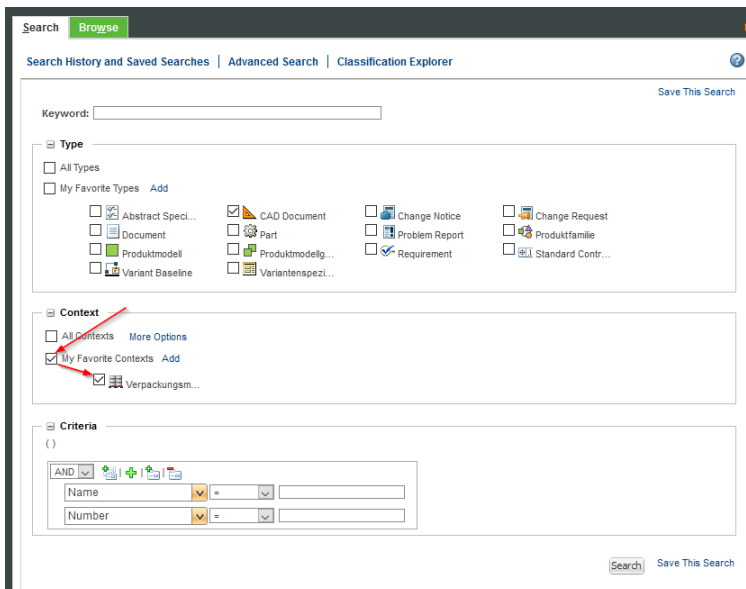 Search Browse
Search History and Saved Searches | Advanced Search | Classification Explorer
Save This Search
Keyword:
Type
All Types
My Favorite Types Add
Abstract Speci... CAD Document Change Notice Change Request
Document Part Problem Report Produktfamilie
Produktmodell Produktmodellg... Requirement Standard Contr...
Variant Baseline Variantenspezi...
Context
All Contexts More Options
My Favorite Contexts Add
Verpackungsm...
Criteria
( )
AND
Name =
Number =
Search Save This Search